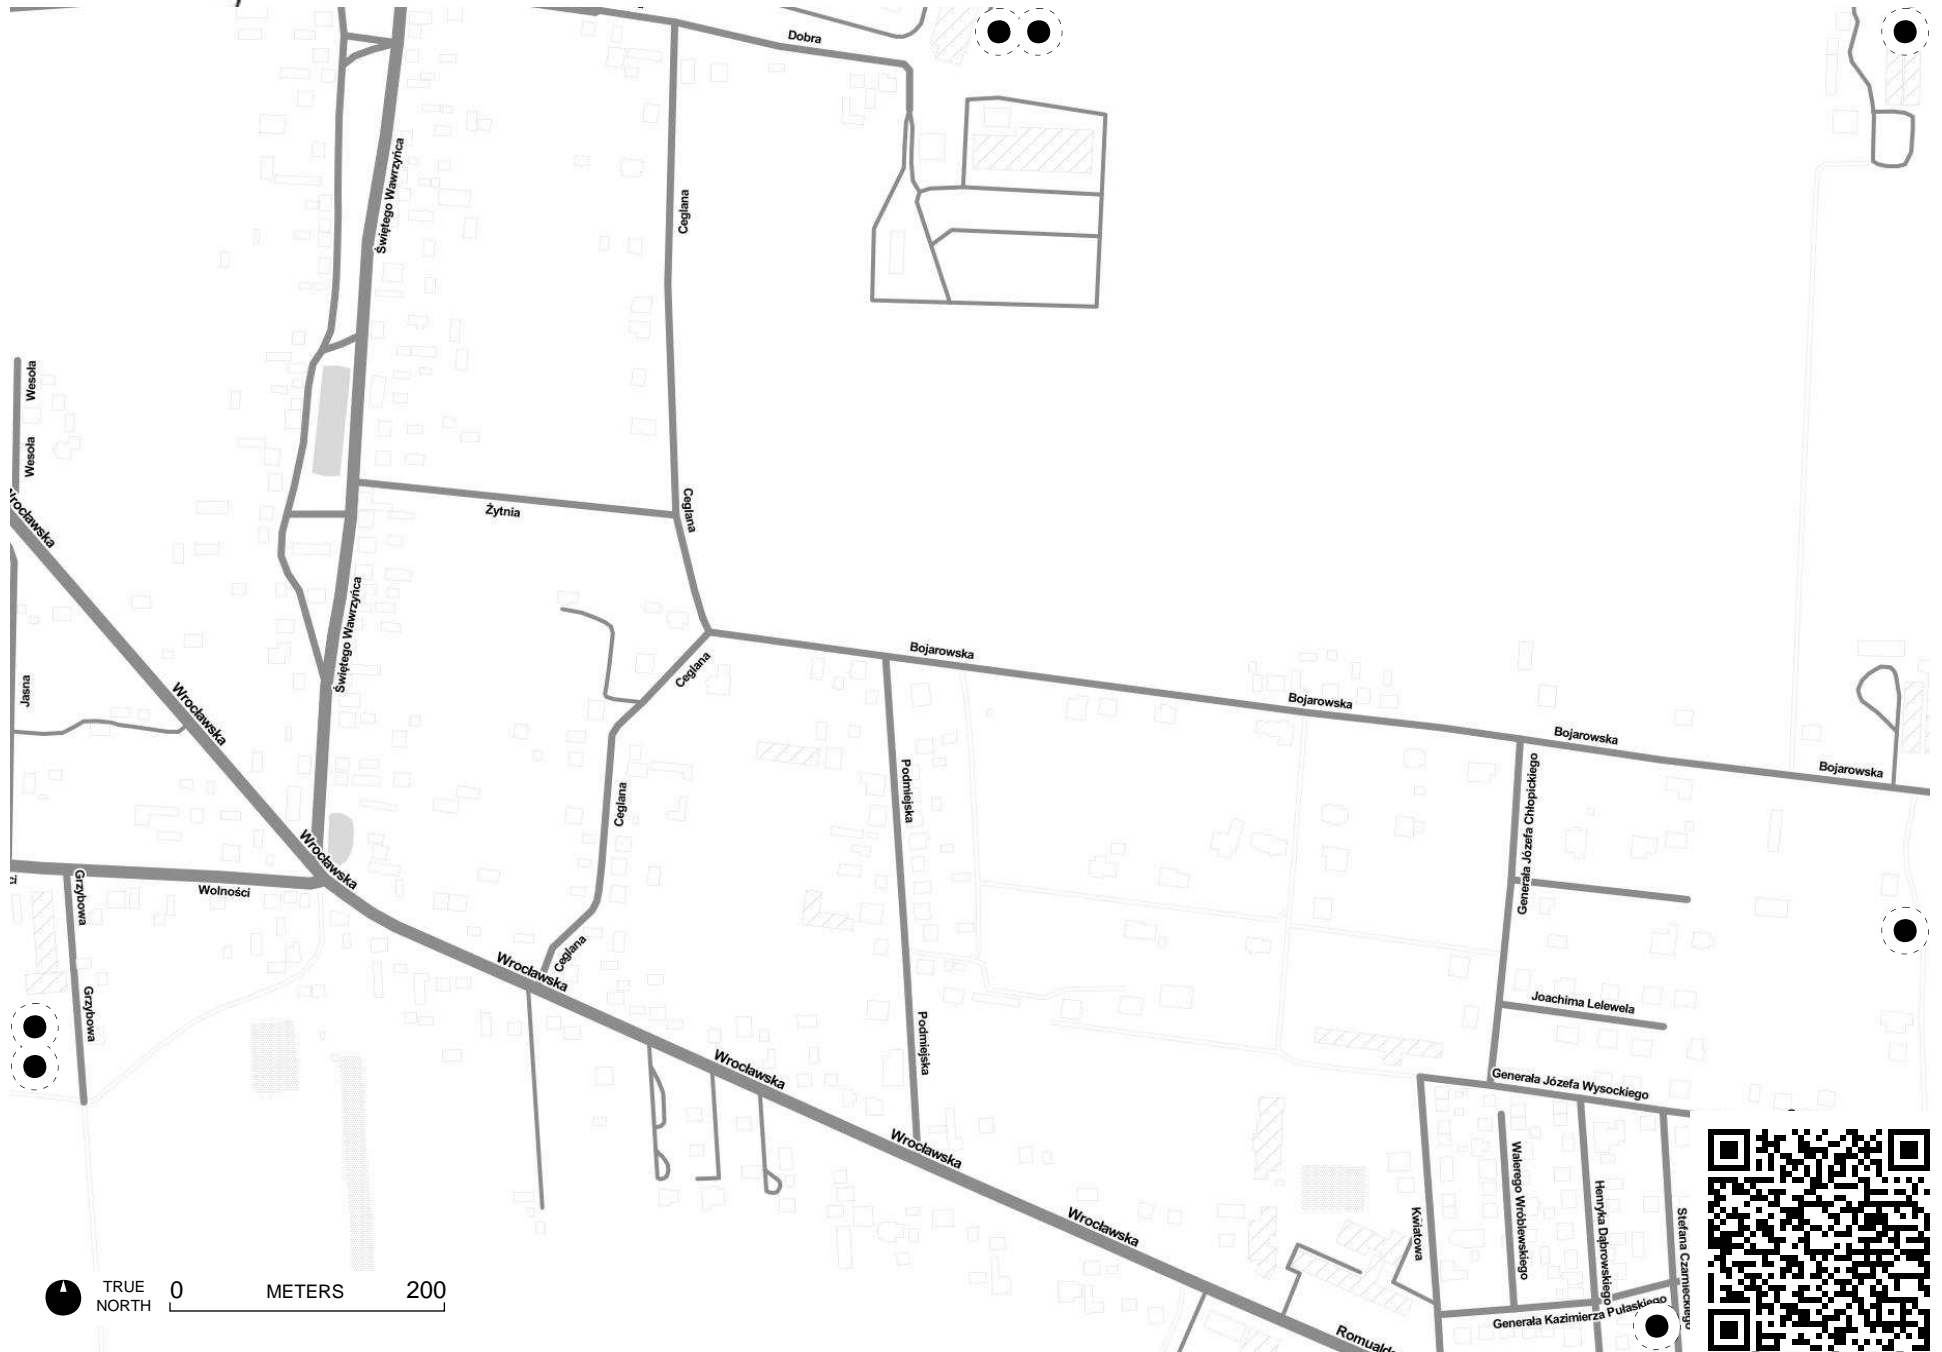 Dobra
Świętego Wawrzyńca
Ceglana
Wesoła
Wesoła
Wrocławska
Żytnia
Ceglana
Świętego Wawrzyńca
Ceglana
Bojarowska
Bojarowska
Bojarowska
Bojarowska
Jasna
Wrocławska
Ceglana
Podmiejska
Generała Józefa Chłopickiego
Wrocławska
Wolności
ci
Grzybowa
Ceglana
Wrocławska
Grzybowa
Joachima Lelewela
Podmiejska
Wrocławska
Generała Józefa Wysockiego
Wrocławska
Wrocławska
Kwiatowa
Walerego Wróblewskiego
Henryka Dąbrowskiego
Stefana Czarnieckiego
Generała Kazimierza Pułaskiego
Romualda
TRUE
NORTH
0 METERS 200